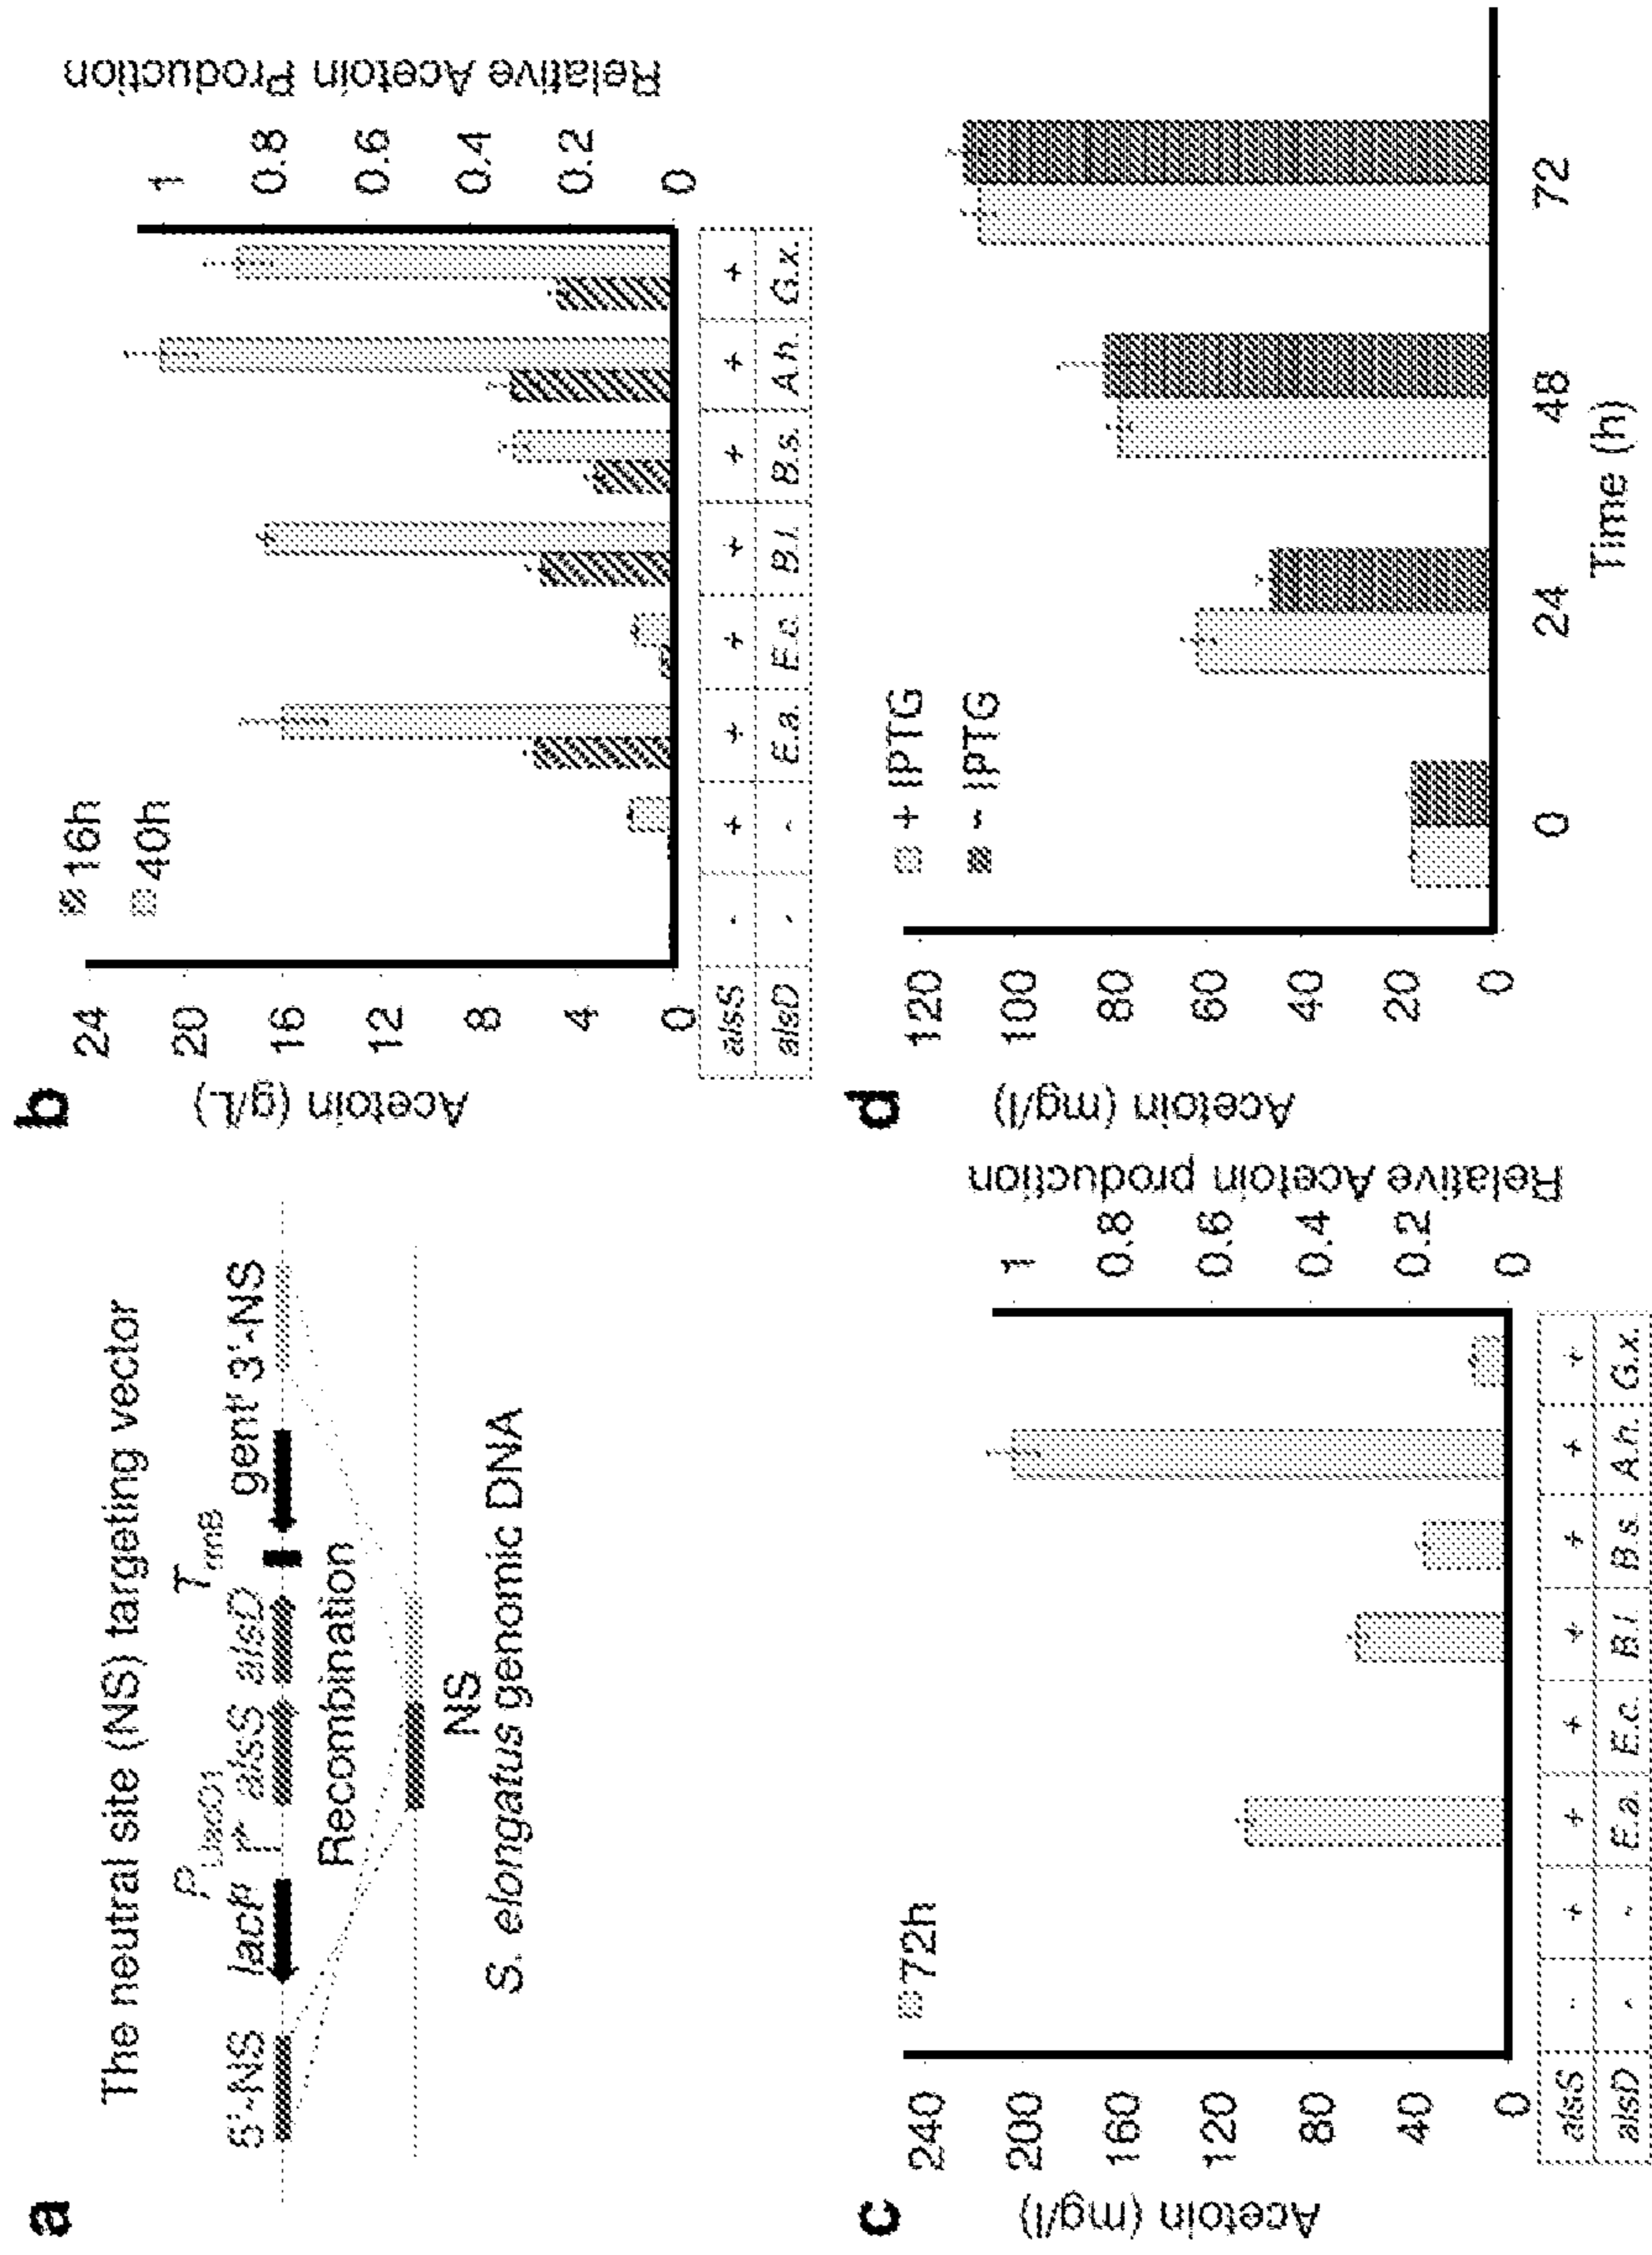 a
The neutral site (NS) targeting vector
P LlacO1
T rrnB
5'-NS lacIq r alsS alsD gentr 3'-NS
Recombination
NS
S. elongatus genomic DNA
b
16h
40h
Acetoin (g/L)
24
20
16
12
8
4
0
Relative Acetoin Production
1
0.8
0.6
0.4
0.2
0
alsS - + + + + + + +
alsD - - E.a. E.c. B.l. B.s. A.h. G.x.
c
72h
Acetoin (mg/l)
240
200
160
120
80
40
0
Relative Acetoin production
1
0.8
0.6
0.4
0.2
0
alsS - + + + + + + +
alsD - - E.a. E.c. B.l. B.s. A.h. G.x.
d
+ IPTG
- IPTG
Acetoin (mg/l)
120
100
80
60
40
20
0
0 24 48 72
Time (h)